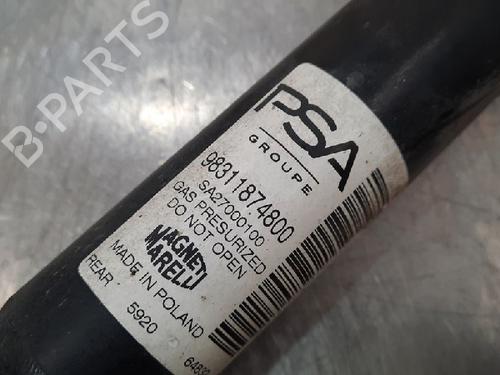 PSA
GROUPE
98311874800
SA27000100
GAS PRESURIZED
DO NOT OPEN
MAGNETI
MARELLI
MADE IN POLAND
REAR 5920
B-PARTS